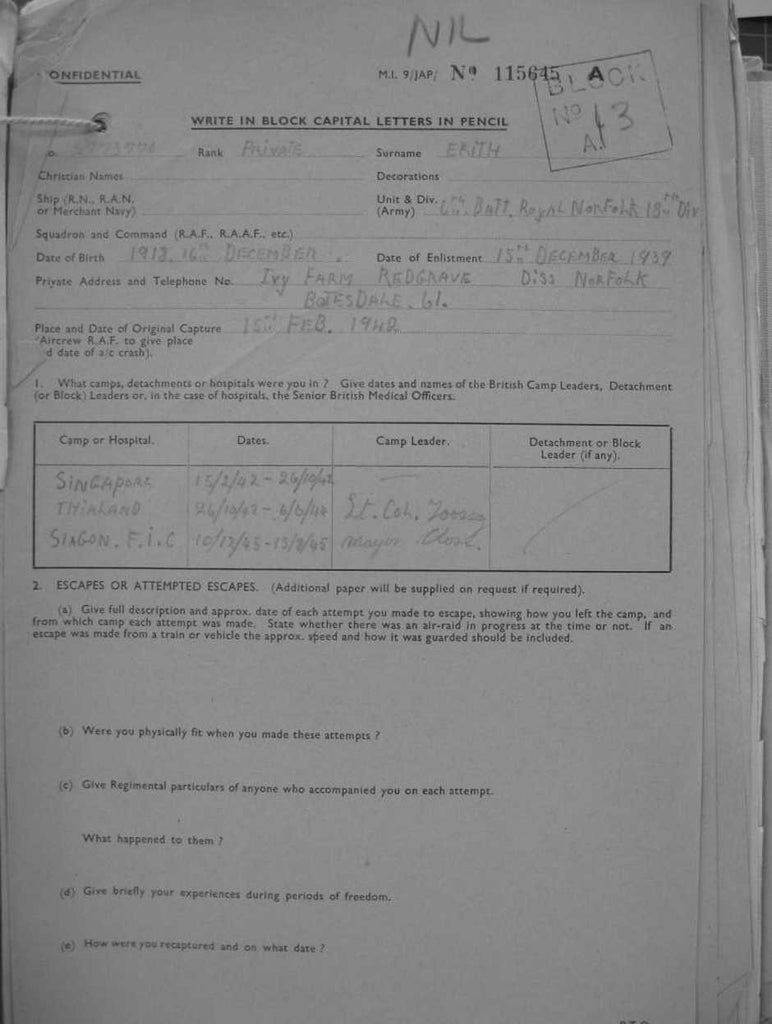 NIL
ONFIDENTIAL M.I. 9/JAP/ Nº 115645
BLOCK
Nº 13
A
WRITE IN BLOCK CAPITAL LETTERS IN PENCIL
o. Rank PRIVATE Surname ERITH
Christian Names Decorations
Ship (R.N., R.A.N. or Merchant Navy) Unit & Div. (Army) 6TH BATT. Royal NORFOLK 18TH Div
Squadron and Command (R.A.F., R.A.A.F., etc.)
Date of Birth 1913. 16TH DECEMBER. Date of Enlistment 15TH DECEMBER 1939
Private Address and Telephone No. Ivy FARM REDGRAVE Diss NORFOLK
BOTESDALE. 61.
Place and Date of Original Capture 15TH FEB. 1942
Aircrew R.A.F. to give place
d date of a/c crash).
1. What camps, detachments or hospitals were you in ? Give dates and names of the British Camp Leaders, Detachment
(or Block) Leaders or, in the case of hospitals, the Senior British Medical Officers.
Camp or Hospital. Dates. Camp Leader. Detachment or Block Leader (if any).
SINGAPORE 15/2/42 - 26/10/42
THIALAND 26/10/42 - 6/6/44 Lt. Col. Toosey
SIAGON. F.I.C 10/12/45 - 15/8/45 Mayor
2. ESCAPES OR ATTEMPTED ESCAPES. (Additional paper will be supplied on request if required).
(a) Give full description and approx. date of each attempt you made to escape, showing how you left the camp, and
from which camp each attempt was made. State whether there was an air-raid in progress at the time or not. If an
escape was made from a train or vehicle the approx. speed and how it was guarded should be included.
(b) Were you physically fit when you made these attempts ?
(c) Give Regimental particulars of anyone who accompanied you on each attempt.
What happened to them ?
(d) Give briefly your experiences during periods of freedom.
(e) How were you recaptured and on what date ?